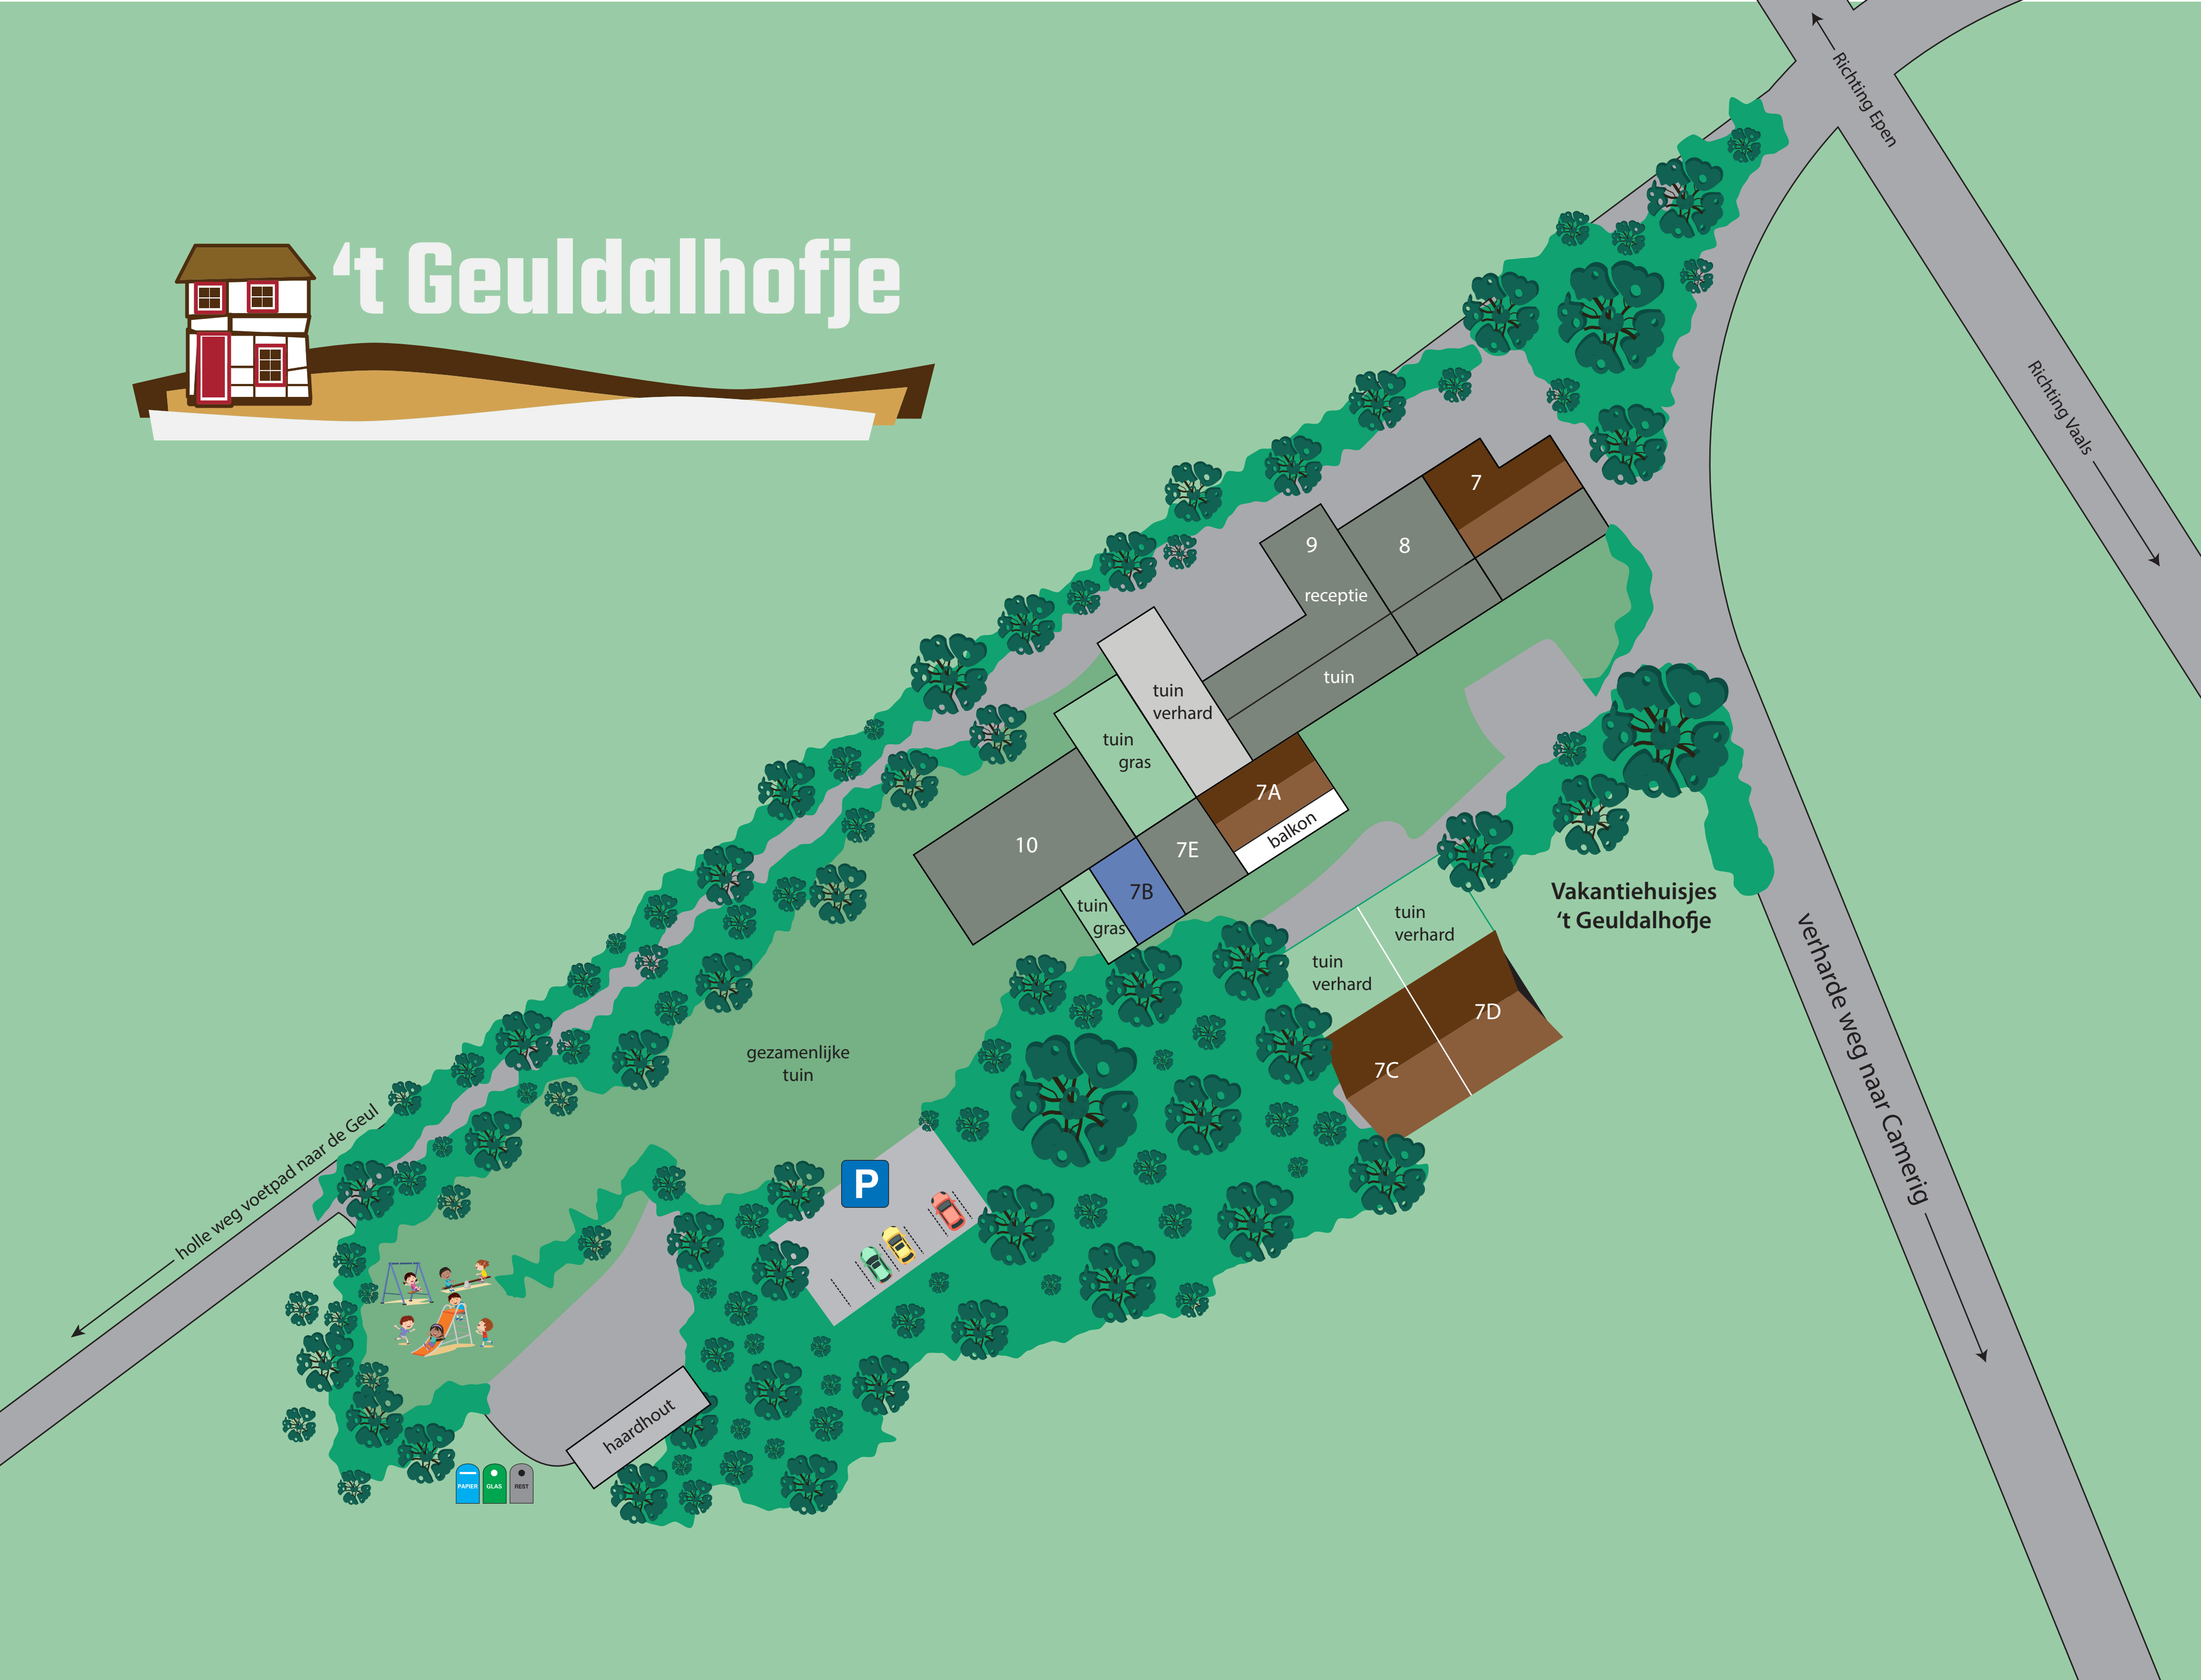 Richting Epen
‘t Geuldalhofje
Richting Vaals
7
9
8
receptie
tuin
tuin
verhard
tuin
gras
7A
balkon
10
7E
7B
tuin
gras
Vakantiehuisjes
‘t Geuldalhofje
tuin
verhard
tuin
verhard
7D
7C
verharde weg naar Camerig
gezamenlijke
tuin
holle weg voetpad naar de Geul
P
haardhout
PAPIER
GLAS
REST